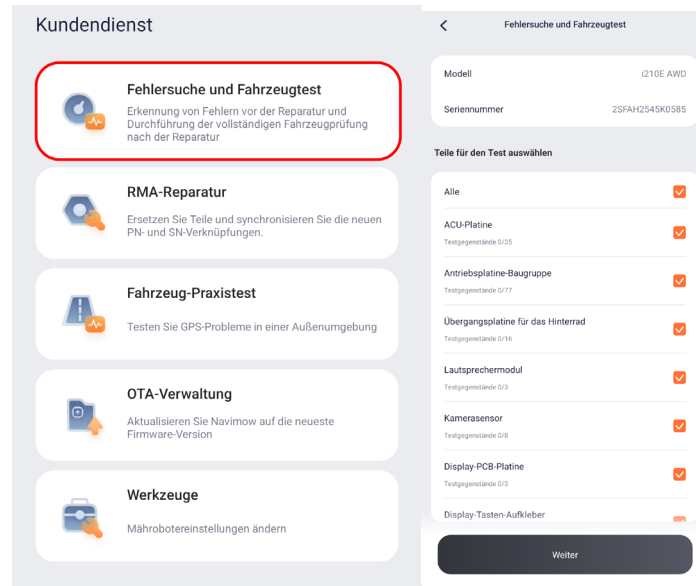 Kundendienst
Fehlersuche und Fahrzeugtest
Erkennung von Fehlern vor der Reparatur und
Durchführung der vollständigen Fahrzeugprüfung
nach der Reparatur
RMA-Reparatur
Ersetzen Sie Teile und synchronisieren Sie die neuen
PN- und SN-Verknüpfungen.
Fahrzeug-Praxistest
Testen Sie GPS-Probleme in einer Außenumgebung
OTA-Verwaltung
Aktualisieren Sie Navimow auf die neueste
Firmware-Version
Werkzeuge
Mährobotereinstellungen ändern
Fehlersuche und Fahrzeugtest
Modell i210E AWD
Seriennummer 2SFAH2545K0585
Teile für den Test auswählen
Alle
ACU-Platine
Testgegenstände 0/35
Antriebsplatine-Baugruppe
Testgegenstände 0/77
Übergangsplatine für das Hinterrad
Testgegenstände 0/16
Lautsprechermodul
Testgegenstände 0/3
Kamerasensor
Testgegenstände 0/8
Display-PCB-Platine
Testgegenstände 0/3
Display-Tasten-Aufkleber
Weiter